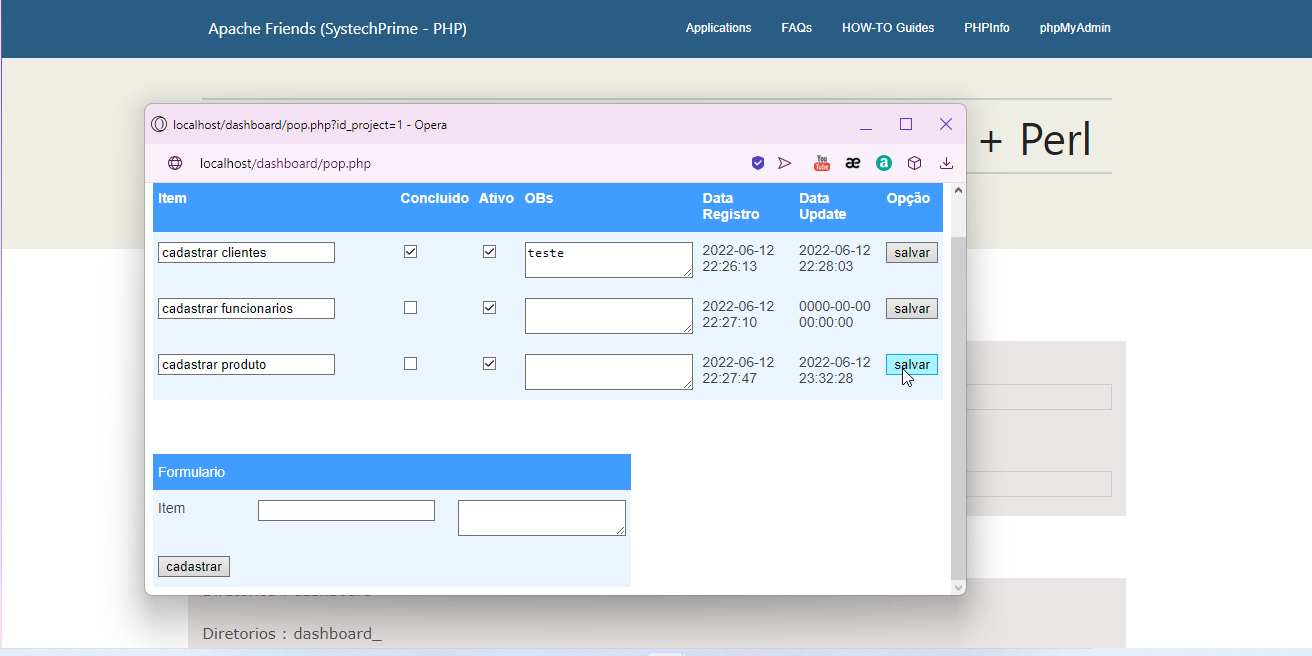 Apache Friends (SystechPrime - PHP)
Applications FAQs HOW-TO Guides PHPInfo phpMyAdmin
+ Perl
localhost/dashboard/pop.php?id_project=1 - Opera
localhost/dashboard/pop.php
You
Tube
æ
a
Item Concluido Ativo OBs Data Registro Data Update Opção
cadastrar clientes teste 2022-06-12 22:26:13 2022-06-12 22:28:03 salvar
cadastrar funcionarios 2022-06-12 22:27:10 0000-00-00 00:00:00 salvar
cadastrar produto 2022-06-12 22:27:47 2022-06-12 23:32:28 salvar
Formulario
Item
cadastrar
Diretorios : dashboard
Diretorios : dashboard_